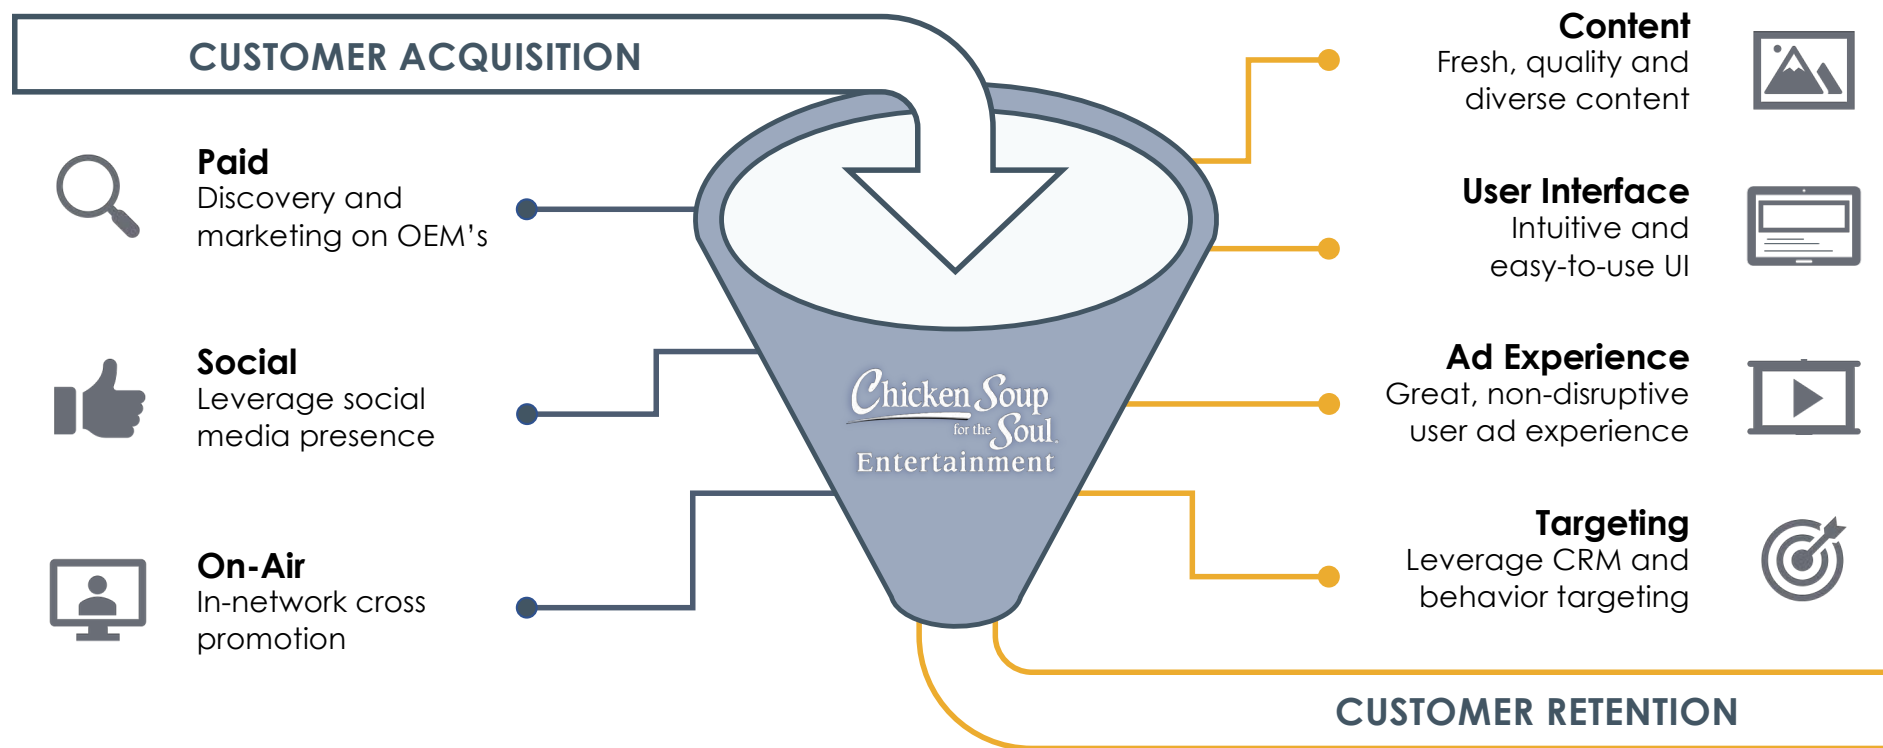 CUSTOMER ACQUISITION
Paid
Discovery and
marketing on OEM's
Social
Leverage social
media presence
On-Air
In-network cross
promotion
Chicken Soup
for the Soul
Entertainment
Content
Fresh, quality and
diverse content
User Interface
Intuitive and
easy-to-use UI
Ad Experience
Great, non-disruptive
user ad experience
Targeting
Leverage CRM and
behavior targeting
CUSTOMER RETENTION